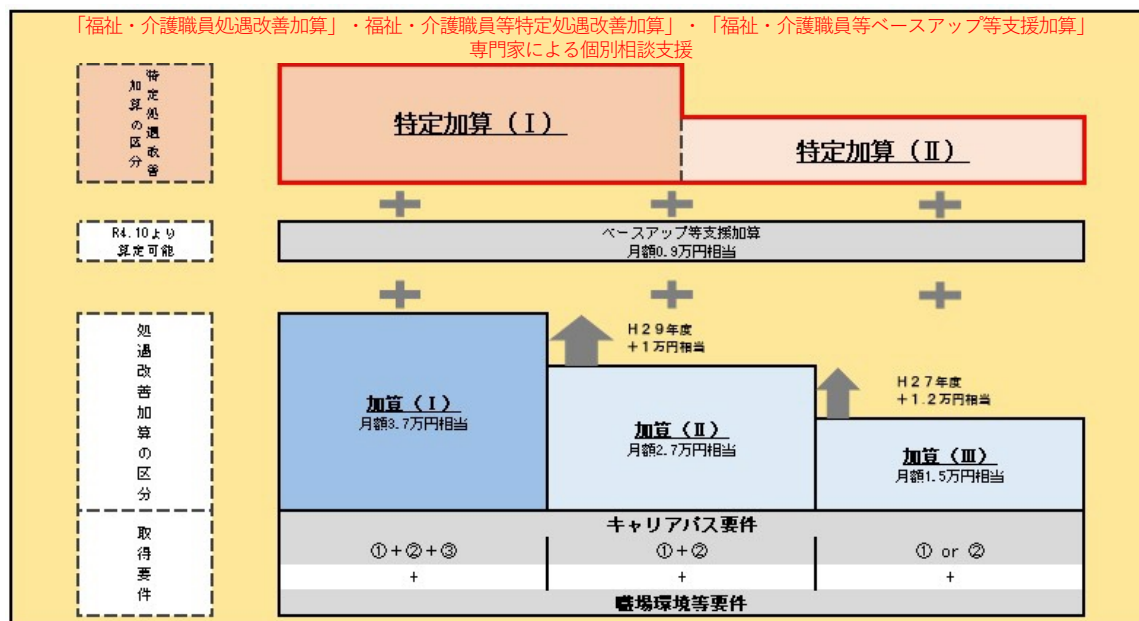 「福祉・介護職員処遇改善加算」・福祉・介護職員等特定処遇改善加算」・「福祉・介護職員等ベースアップ等支援加算」
専門家による個別相談支援
特定処遇改善
加算の区分
特定加算（Ⅰ）
特定加算（Ⅱ）
R4.10より
算定可能
ベースアップ等支援加算
月額0.9万円相当
処遇改善加算の区分
H29年度
+1万円相当
H27年度
+1.2万円相当
加算（Ⅰ）
月額3.7万円相当
加算（Ⅱ）
月額2.7万円相当
加算（Ⅲ）
月額1.5万円相当
取得要件
キャリアパス要件
①+②+③
①+②
① or ②
+
+
+
職場環境等要件